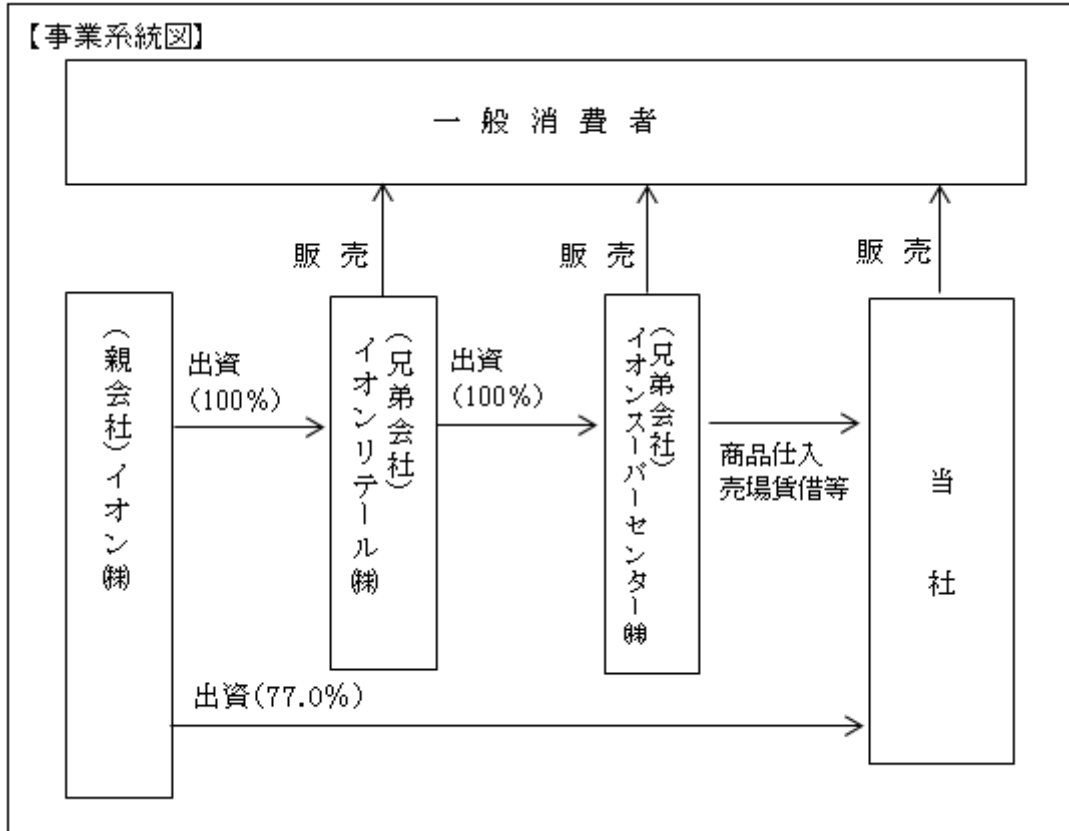 【事業系統図】
一般消費者
販売
販売
販売
(親会社)イオン㈱
出資
(100%)
(兄弟会社)
イオンリテール㈱
出資
(100%)
(兄弟会社)
イオンスーパーセンター㈱
商品仕入
売場賃借等
当社
出資(77.0%)